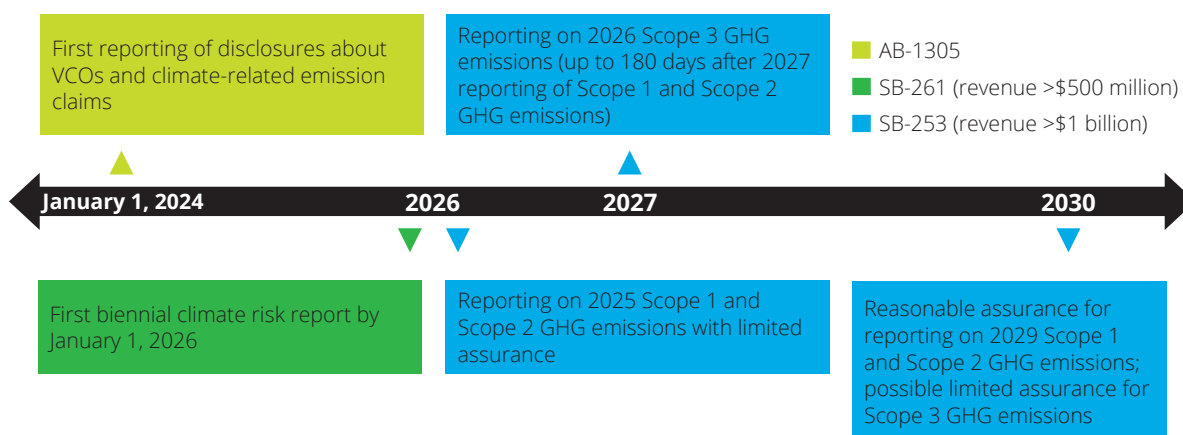 First reporting of disclosures about
VCOs and climate-related emission
claims
Reporting on 2026 Scope 3 GHG
emissions (up to 180 days after 2027
reporting of Scope 1 and Scope 2
GHG emissions)
AB-1305
SB-261 (revenue >$500 million)
SB-253 (revenue >$1 billion)
January 1, 2024
2026
2027
2030
First biennial climate risk report by
January 1, 2026
Reporting on 2025 Scope 1 and
Scope 2 GHG emissions with limited
assurance
Reasonable assurance for
reporting on 2029 Scope 1
and Scope 2 GHG emissions;
possible limited assurance for
Scope 3 GHG emissions